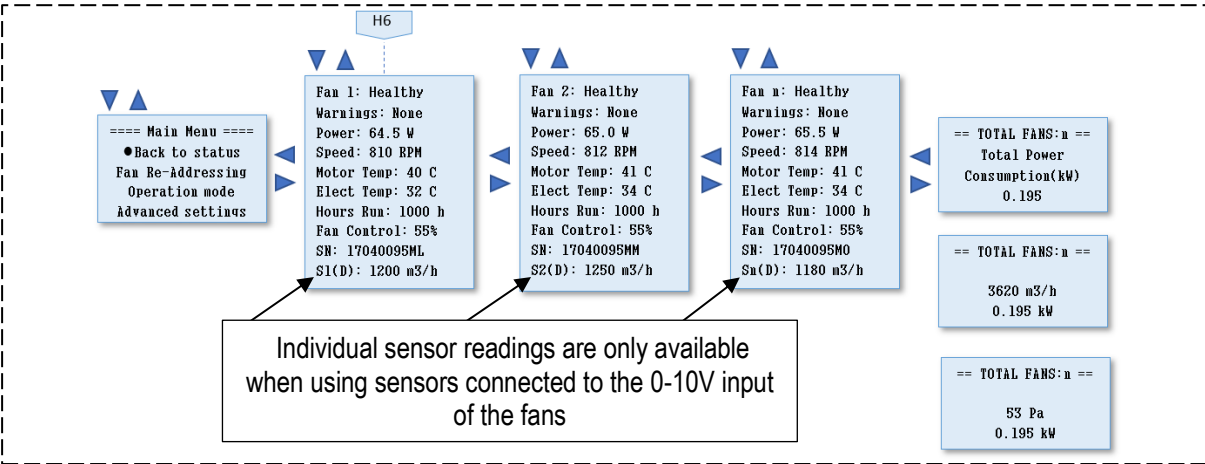 H6
==== Main Menu ====
●Back to status
Fan Re-Addressing
Operation mode
Advanced settings
Fan 1: Healthy
Warnings: None
Power: 64.5 W
Speed: 810 RPM
Motor Temp: 40 C
Elect Temp: 32 C
Hours Run: 1000 h
Fan Control: 55%
SN: 17040095ML
S1(D): 1200 m3/h
Fan 2: Healthy
Warnings: None
Power: 65.0 W
Speed: 812 RPM
Motor Temp: 41 C
Elect Temp: 34 C
Hours Run: 1000 h
Fan Control: 55%
SN: 17040095MM
S2(D): 1250 m3/h
Fan n: Healthy
Warnings: None
Power: 65.5 W
Speed: 814 RPM
Motor Temp: 41 C
Elect Temp: 34 C
Hours Run: 1000 h
Fan Control: 55%
SN: 17040095MO
Sn(D): 1180 m3/h
== TOTAL FANS:n ==
Total Power
Consumption(kW)
0.195
== TOTAL FANS:n ==
3620 m3/h
0.195 kW
== TOTAL FANS:n ==
53 Pa
0.195 kW
Individual sensor readings are only available
when using sensors connected to the 0-10V input
of the fans